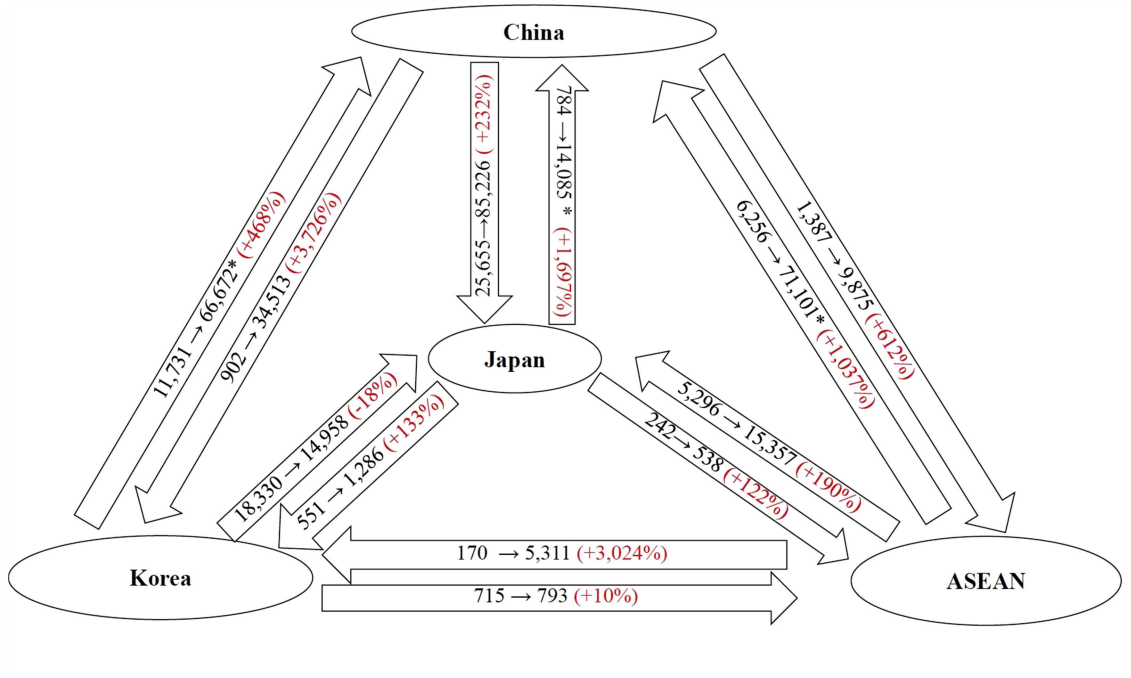 China
11,731 → 66,672* (+468%)
902 → 34,513 (+3,726%)
25,655→85,226 ( +232%)
784 →14,085 * (+1,697%)
6,256 → 71,101* (+1,037%)
1,387 → 9,875 (+612%)
Japan
18,330 → 14,958 (-18%)
551 → 1,286 (+133%)
242→ 538 (+122%)
5,296 → 15,357 (+190%)
Korea
170 → 5,311 (+3,024%)
715 → 793 (+10%)
ASEAN